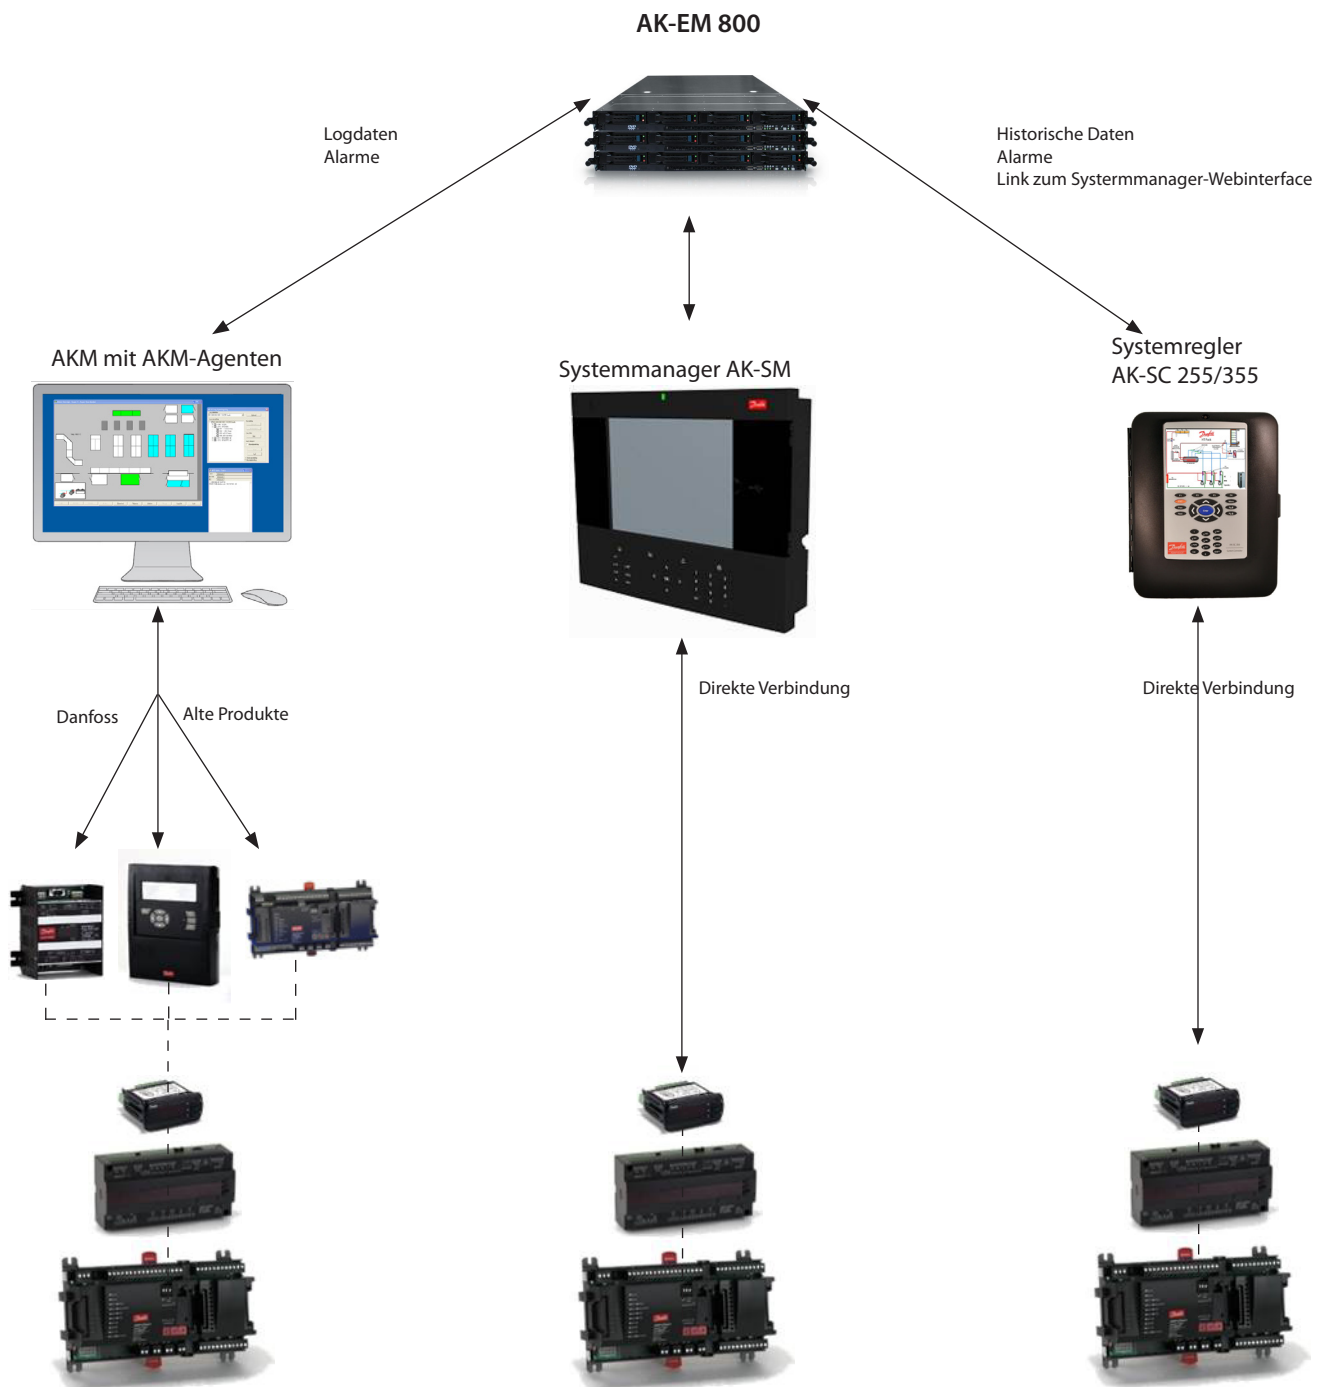 AK-EM 800
Logdaten
Alarme
Historische Daten
Alarme
Link zum Systermmanager-Webinterface
AKM mit AKM-Agenten
Systemmanager AK-SM
Systemregler
AK-SC 255/355
Danfoss
Alte Produkte
Direkte Verbindung
Direkte Verbindung